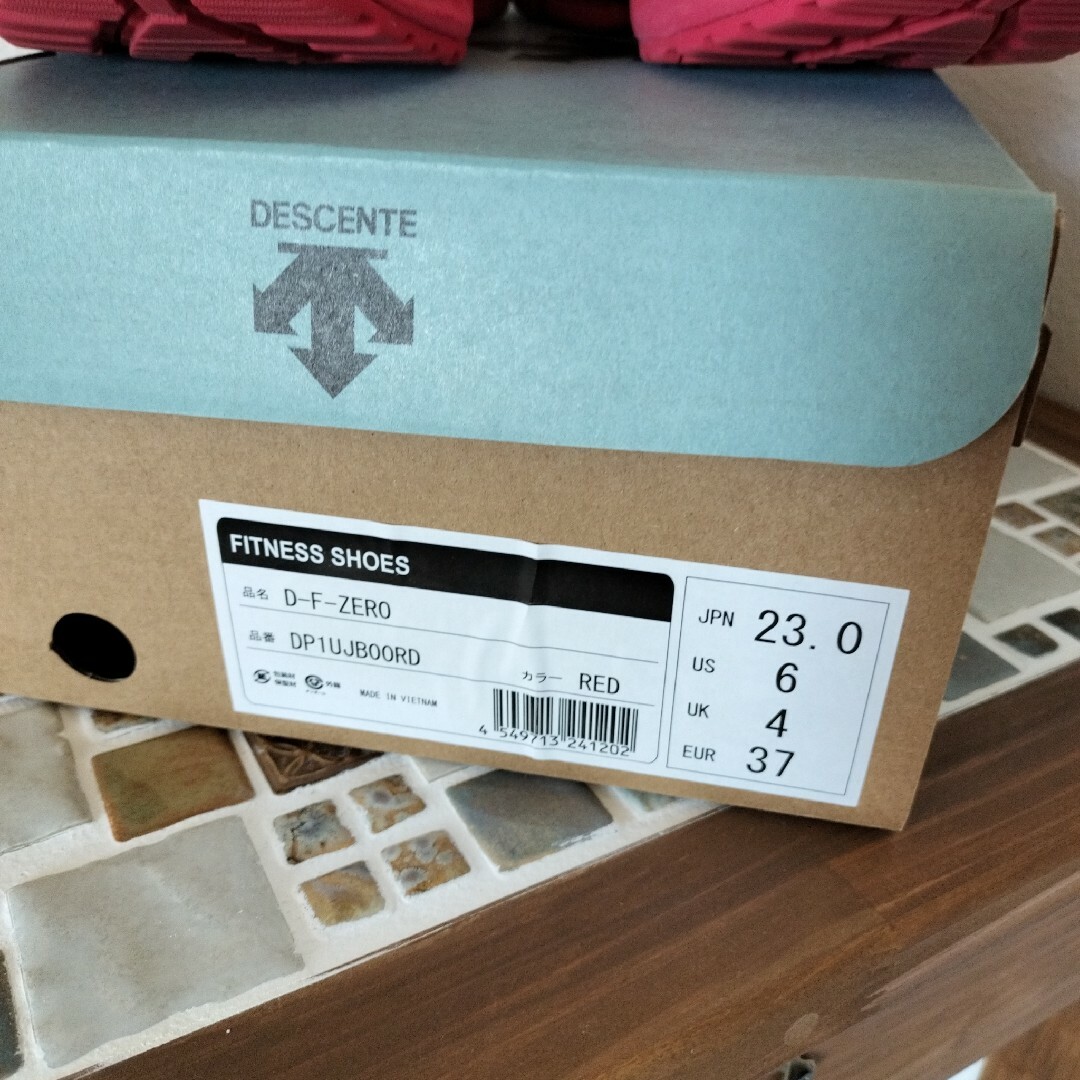 DESCENTE
FITNESS SHOES
品名 D-F-ZERO
品番 DP1UJB00RD
カラー RED
MADE IN VIETNAM
4 549713 241202
JPN 23.0
US 6
UK 4
EUR 37